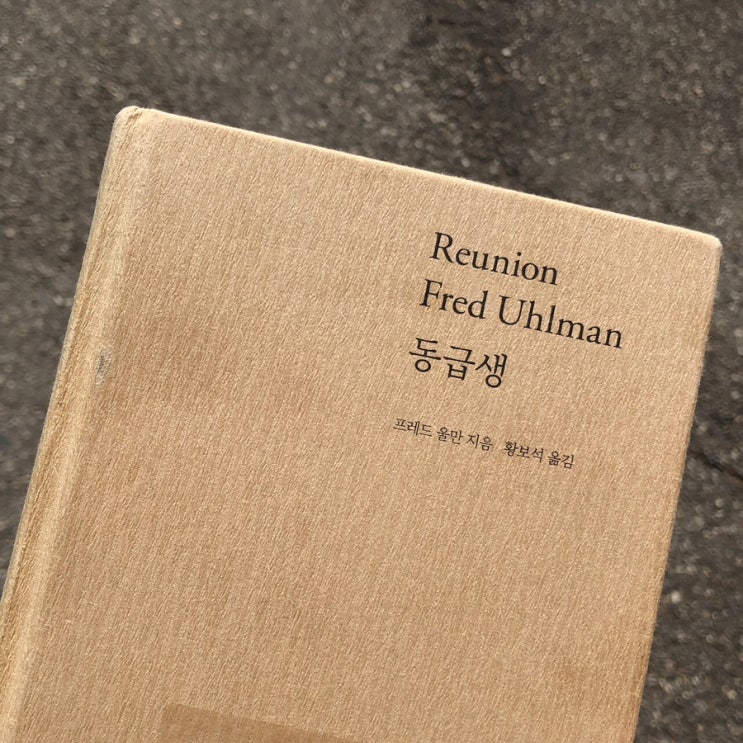 Reunion
Fred Uhlman
동급생
프레드 울만 지음 황보석 옮김